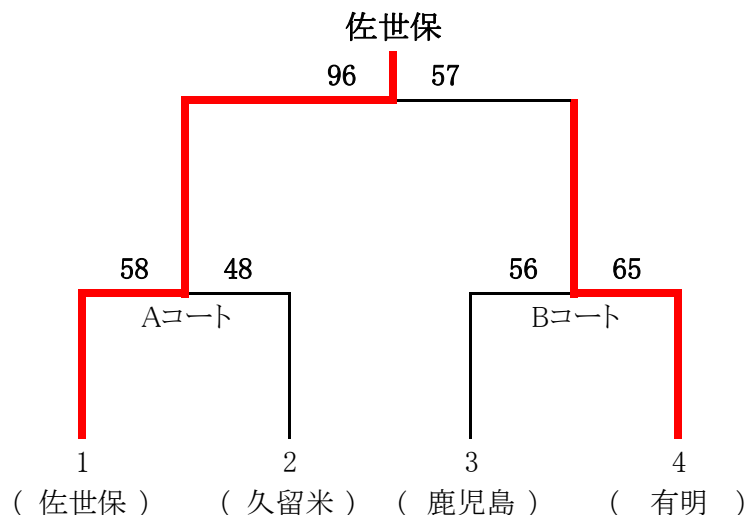 佐世保
96 57
58 48 56 65
Aコート Bコート
1 2 3 4
( 佐世保 ) ( 久留米 ) ( 鹿児島 ) ( 有明 )